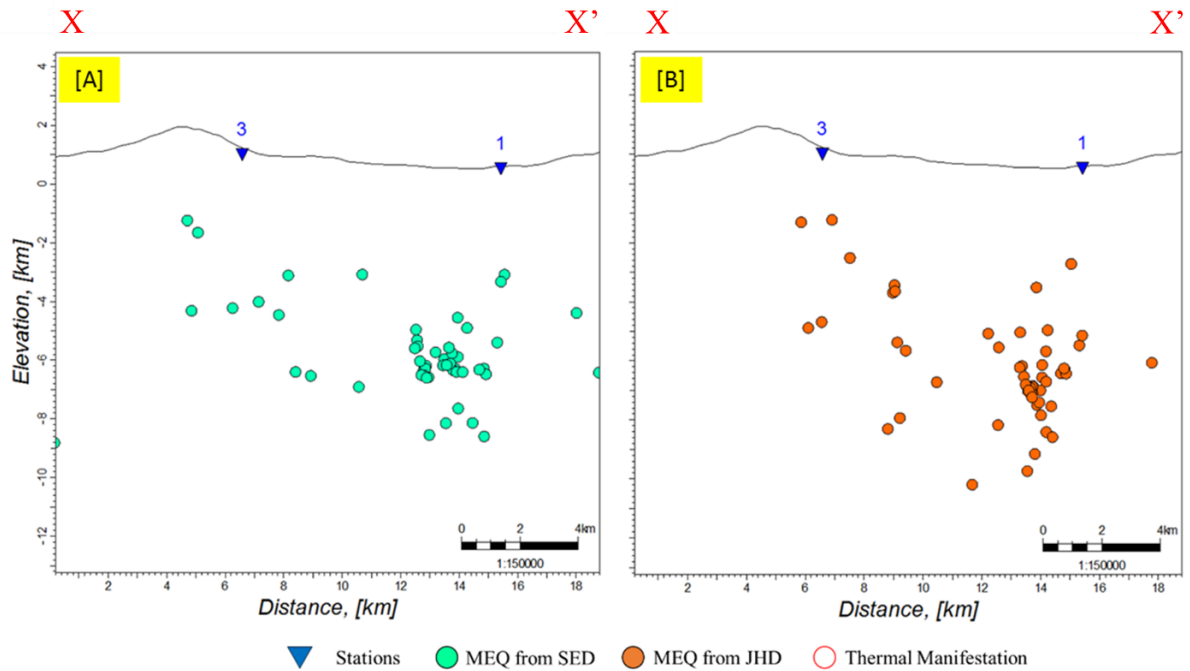 X X' X X'
[A] [B]
4
2
0
-2
-4
-6
-8
-10
-12
Elevation, [km]
3 1 3 1
0 2 4km
1:150000
0 2 4km
1:150000
2 4 6 8 10 12 14 16 18
2 4 6 8 10 12 14 16 18
Distance, [km] Distance, [km]
Stations MEQ from SED MEQ from JHD Thermal Manifestation